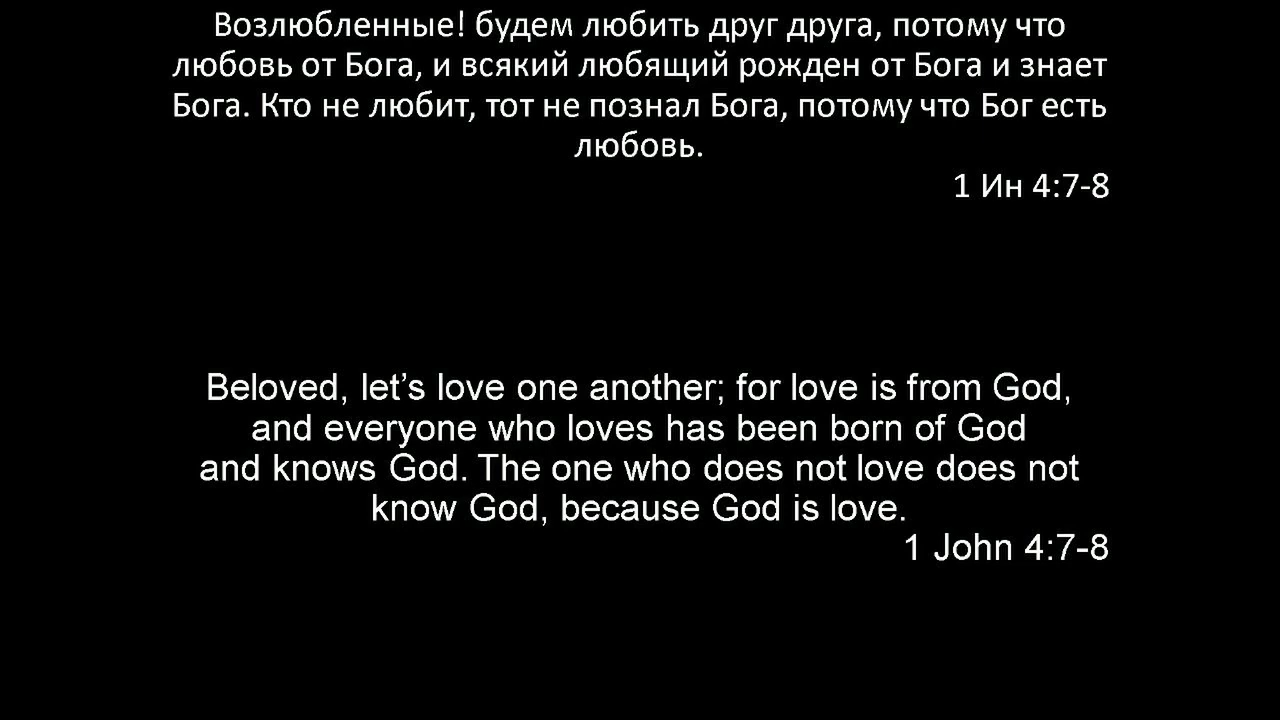 Возлюбленные! будем любить друг друга, потому что
любовь от Бога, и всякий любящий рожден от Бога и знает
Бога. Кто не любит, тот не познал Бога, потому что Бог есть
любовь.
1 Ин 4:7-8
Beloved, let’s love one another; for love is from God,
and everyone who loves has been born of God
and knows God. The one who does not love does not
know God, because God is love.
1 John 4:7-8